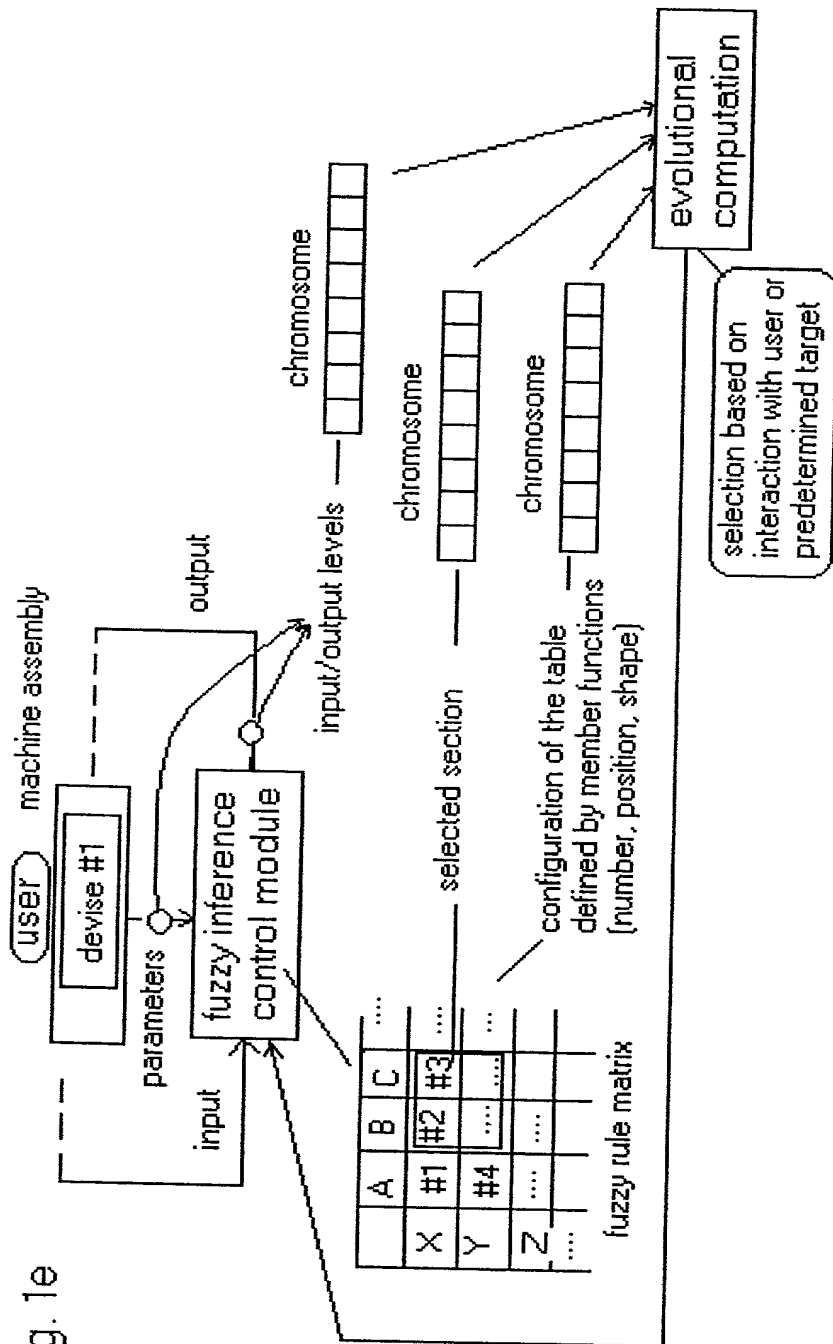 g. 1e
user
machine assembly
devise #1
parameters
input
output
fuzzy inference
control module
input/output levels
chromosome
A B C ....
X #1 #2 #3 ....
Y #4 .... .... ...
Z .... ....
....
fuzzy rule matrix
selected section
chromosome
configuration of the table
defined by member functions
(number, position, shape)
chromosome
evolutional
computation
selection based on
interaction with user or
predetermined target